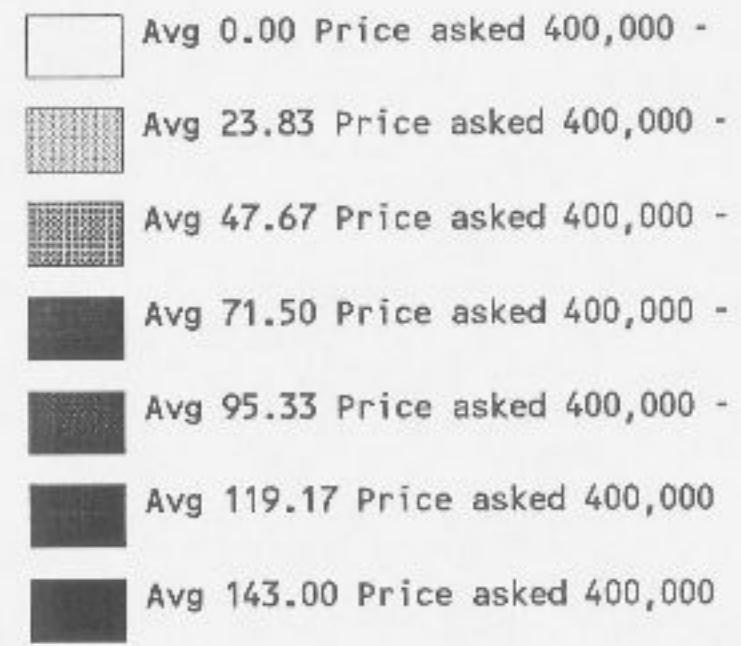 Avg 0.00 Price asked 400,000 -
Avg 23.83 Price asked 400,000 -
Avg 47.67 Price asked 400,000 -
Avg 71.50 Price asked 400,000 -
Avg 95.33 Price asked 400,000 -
Avg 119.17 Price asked 400,000
Avg 143.00 Price asked 400,000